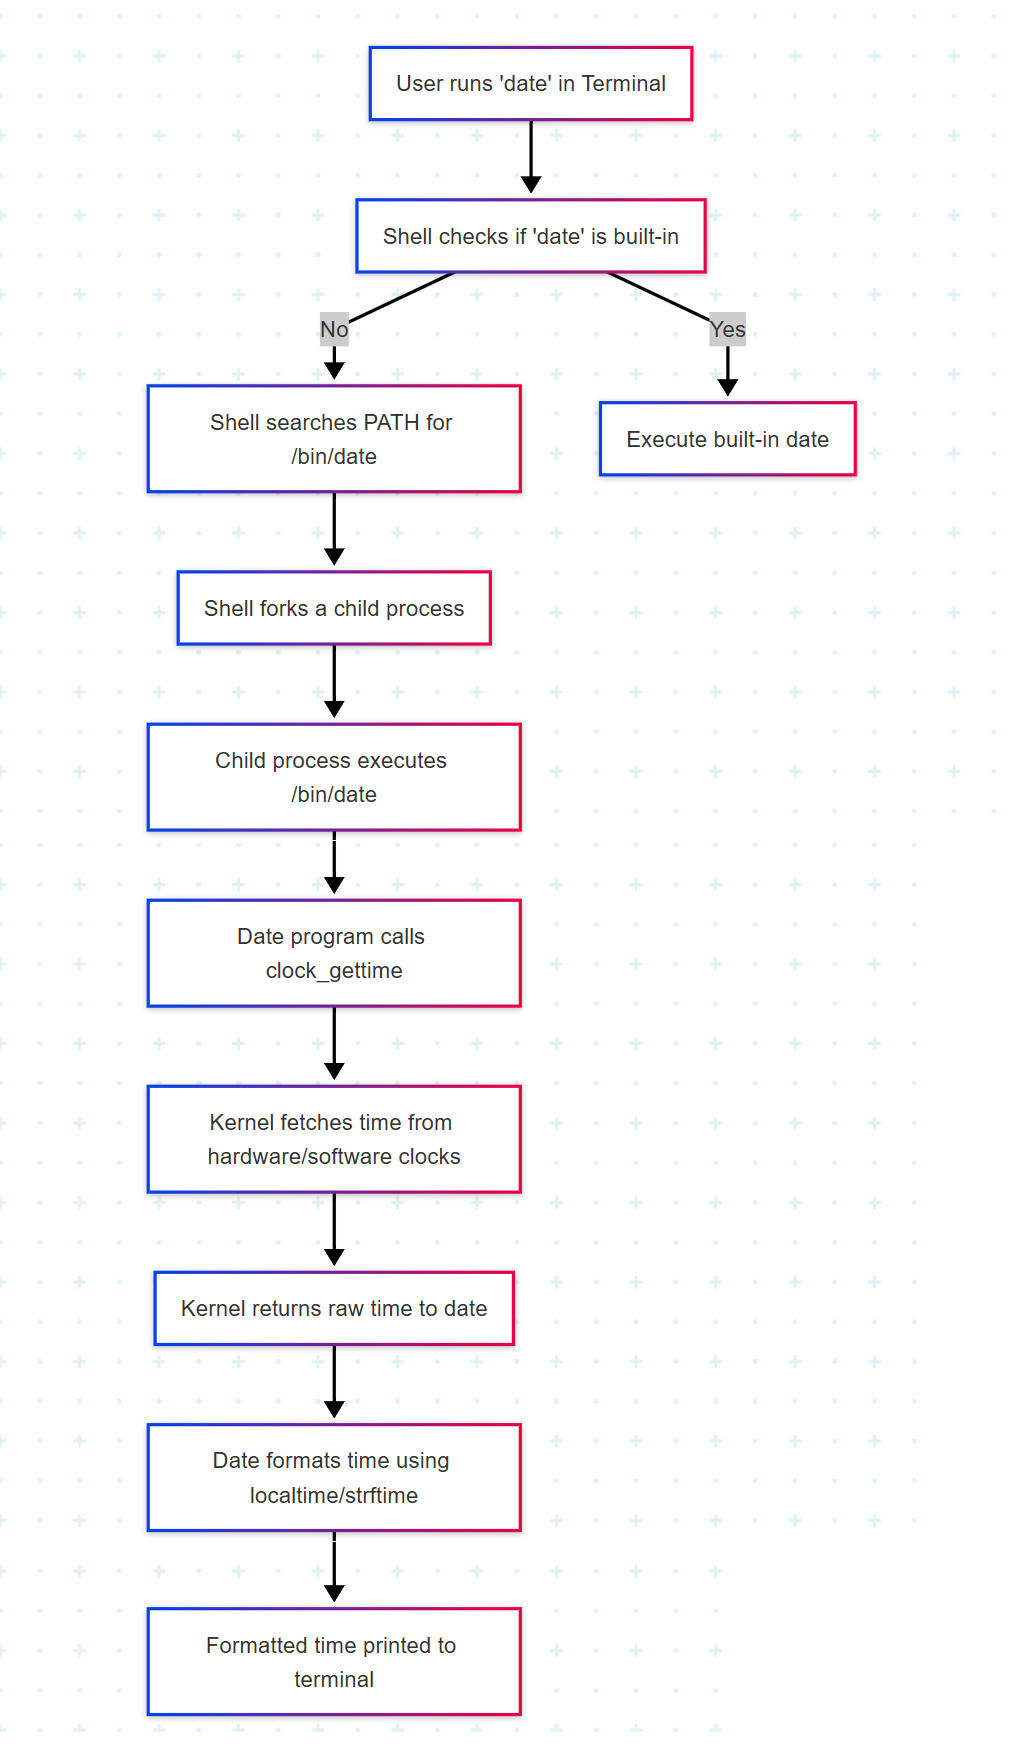 User runs 'date' in Terminal
Shell checks if 'date' is built-in
No
Yes
Shell searches PATH for
/bin/date
Execute built-in date
Shell forks a child process
Child process executes
/bin/date
Date program calls
clock_gettime
Kernel fetches time from
hardware/software clocks
Kernel returns raw time to date
Date formats time using
localtime/strftime
Formatted time printed to
terminal